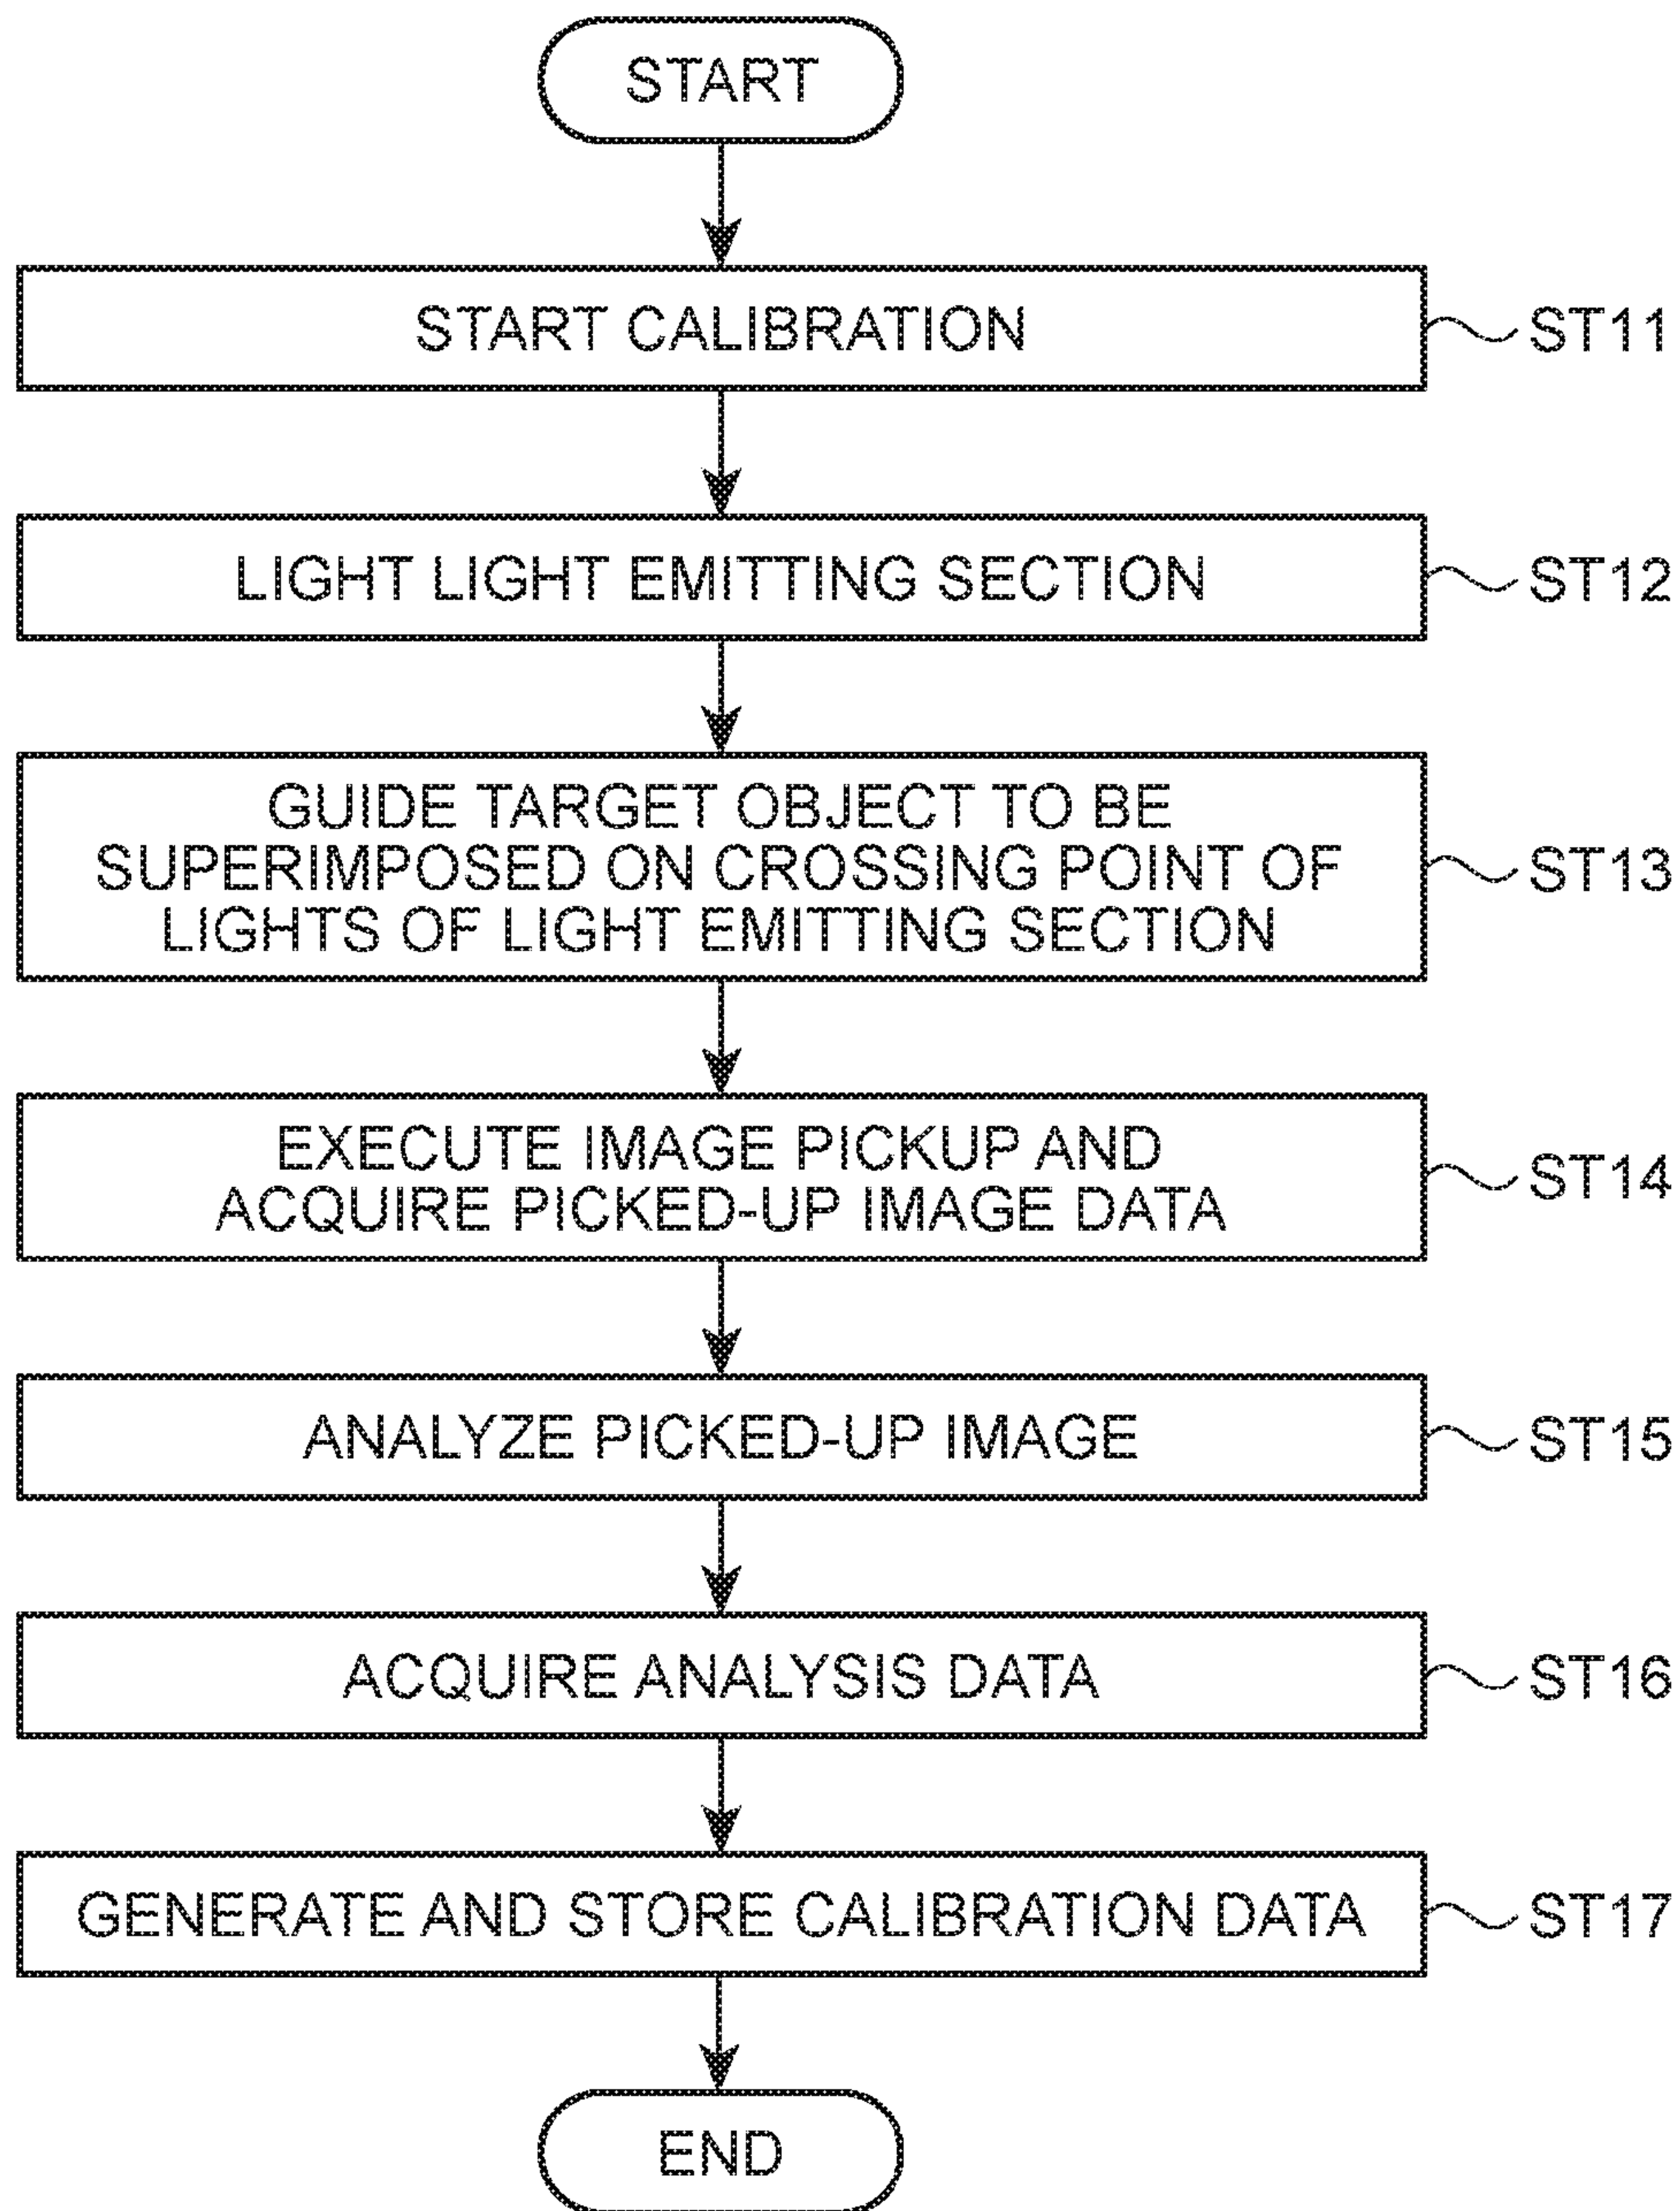 START
START CALIBRATION
ST11
LIGHT LIGHT EMITTING SECTION
ST12
GUIDE TARGET OBJECT TO BE
SUPERIMPOSED ON CROSSING POINT OF
LIGHTS OF LIGHT EMITTING SECTION
ST13
EXECUTE IMAGE PICKUP AND
ACQUIRE PICKED-UP IMAGE DATA
ST14
ANALYZE PICKED-UP IMAGE
ST15
ACQUIRE ANALYSIS DATA
ST16
GENERATE AND STORE CALIBRATION DATA
ST17
END